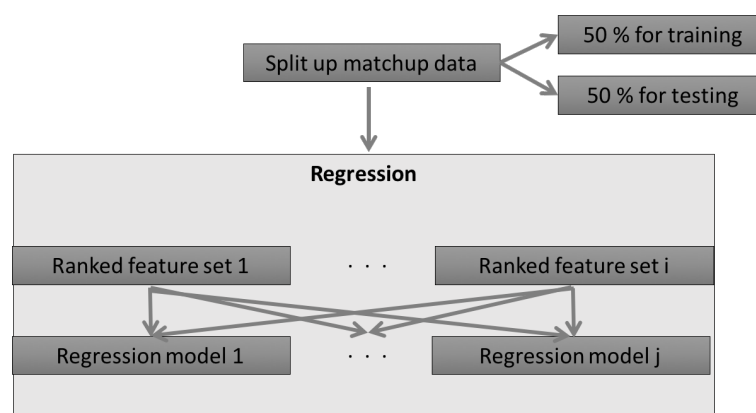 50 % for training
Split up matchup data
50 % for testing
Regression
Ranked feature set 1 . . . Ranked feature set i
Regression model 1 . . . Regression model j